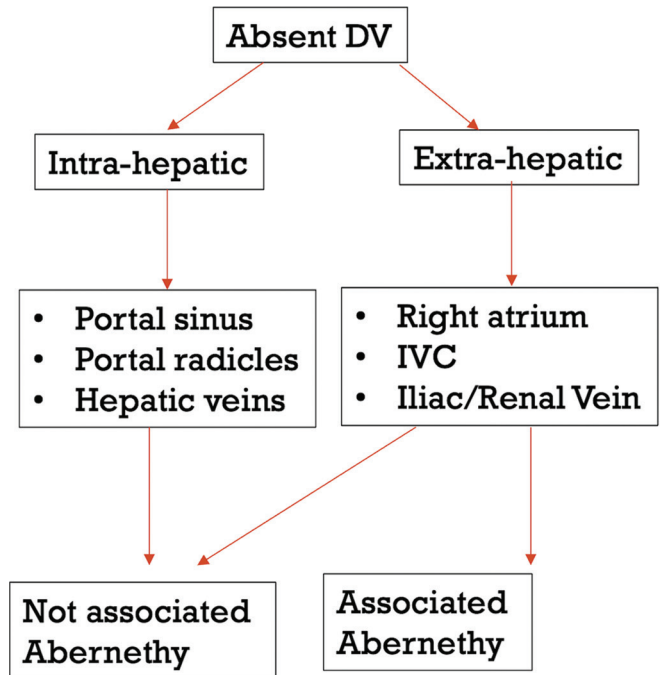 Absent DV
Intra-hepatic
Extra-hepatic
• Portal sinus
• Portal radicles
• Hepatic veins
• Right atrium
• IVC
• Iliac/Renal Vein
Not associated
Abernethy
Associated
Abernethy